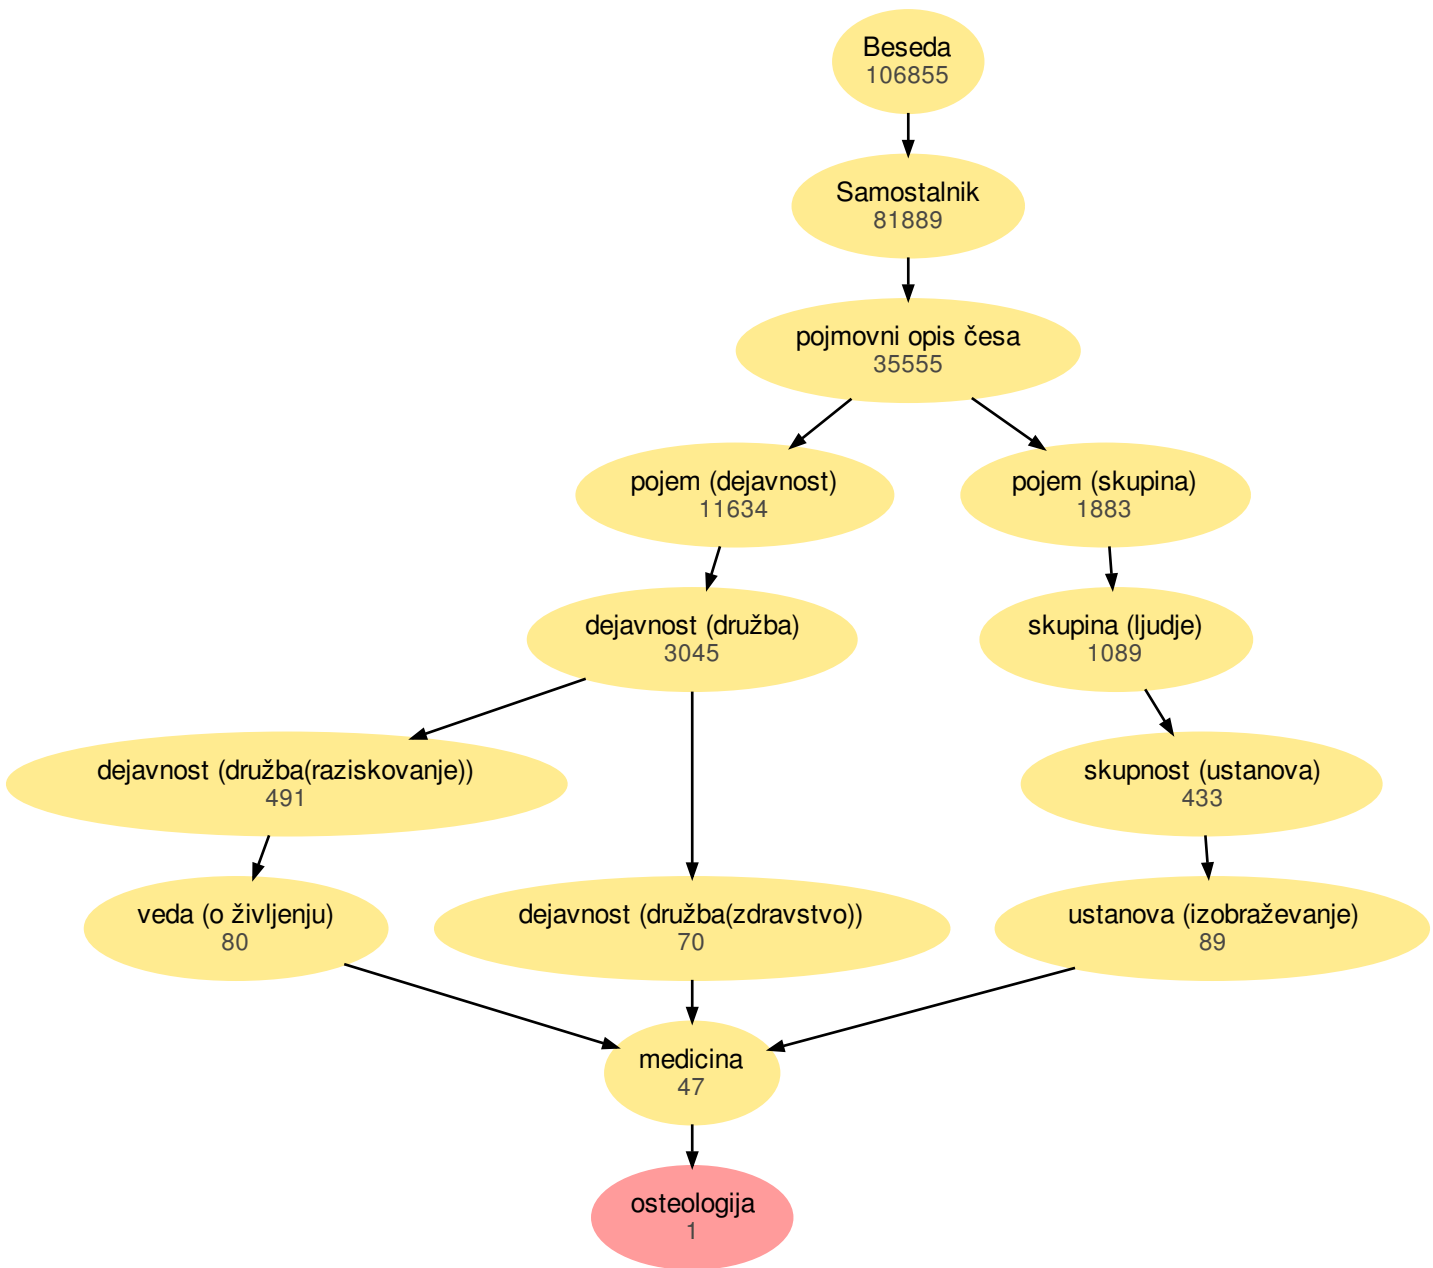 Beseda
106855
Samostalnik
81889
pojmovni opis česa
35555
pojem (dejavnost)
11634
pojem (skupina)
1883
dejavnost (družba)
3045
skupina (ljudje)
1089
dejavnost (družba(raziskovanje))
491
skupnost (ustanova)
433
veda (o življenju)
80
dejavnost (družba(zdravstvo))
70
ustanova (izobraževanje)
89
medicina
47
osteologija
1